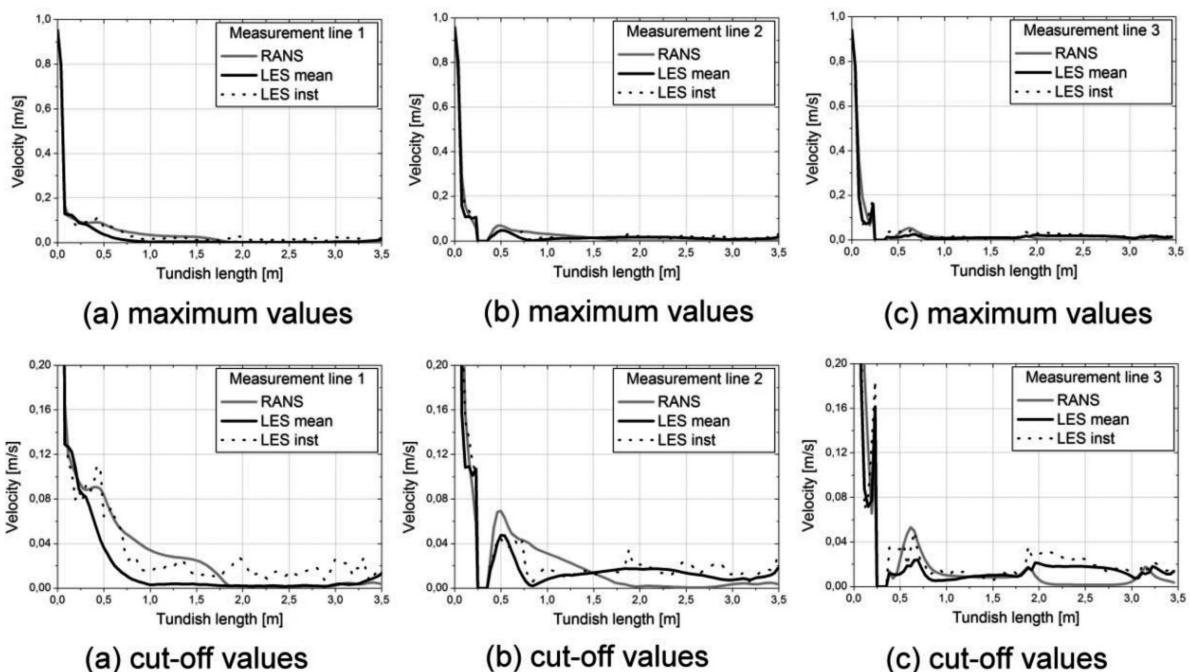 Measurement line 1
RANS
LES mean
LES inst
Velocity [m/s]
1,0
0,8
0,6
0,4
0,2
0,0
0,0 0,5 1,0 1,5 2,0 2,5 3,0 3,5
Tundish length [m]
(a) maximum values
Measurement line 2
RANS
LES mean
LES inst
Velocity [m/s]
1,0
0,8
0,6
0,4
0,2
0,0
0,0 0,5 1,0 1,5 2,0 2,5 3,0 3,5
Tundish length [m]
(b) maximum values
Measurement line 3
RANS
LES mean
LES inst
Velocity [m/s]
1,0
0,8
0,6
0,4
0,2
0,0
0,0 0,5 1,0 1,5 2,0 2,5 3,0 3,5
Tundish length [m]
(c) maximum values
Measurement line 1
RANS
LES mean
LES inst
Velocity [m/s]
0,20
0,16
0,12
0,08
0,04
0,00
0,0 0,5 1,0 1,5 2,0 2,5 3,0 3,5
Tundish length [m]
(a) cut-off values
Measurement line 2
RANS
LES mean
LES inst
Velocity [m/s]
0,20
0,16
0,12
0,08
0,04
0,00
0,0 0,5 1,0 1,5 2,0 2,5 3,0 3,5
Tundish length [m]
(b) cut-off values
Measurement line 3
RANS
LES mean
LES inst
Velocity [m/s]
0,20
0,16
0,12
0,08
0,04
0,00
0,0 0,5 1,0 1,5 2,0 2,5 3,0 3,5
Tundish length [m]
(c) cut-off values